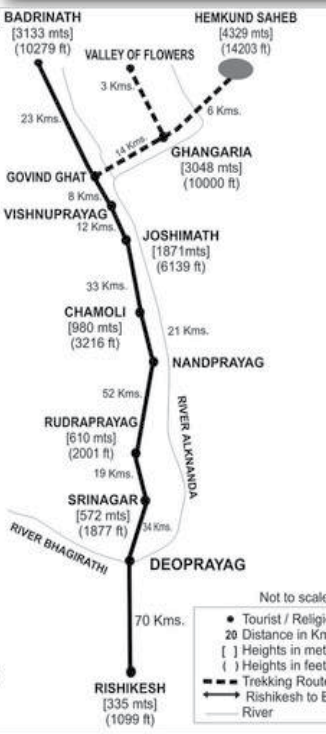 BADRINATH
[3133 mts]
(10279 ft)
HEMKUND SAHEB
[4329 mts]
(14203 ft)
VALLEY OF FLOWERS
3 Kms.
23 Kms.
6 Kms.
14 Kms.
GHANGARIA
[3048 mts]
(10000 ft)
GOVIND GHAT
8 Kms.
VISHNUPRAYAG
12 Kms.
JOSHIMATH
[1871mts]
(6139 ft)
33 Kms.
CHAMOLI
[980 mts]
(3216 ft)
21 Kms.
NANDPRAYAG
52 Kms.
RIVER ALKNANDA
RUDRAPRAYAG
[610 mts]
(2001 ft)
19 Kms.
SRINAGAR
[572 mts]
(1877 ft)
34 Kms.
RIVER BHAGIRATHI
DEOPRAYAG
70 Kms.
RISHIKESH
[335 mts]
(1099 ft)
Not to scale
Tourist / Religi
20 Distance in Km
[ ] Heights in met
( ) Heights in feet
Trekking Route
Rishikesh to B
River